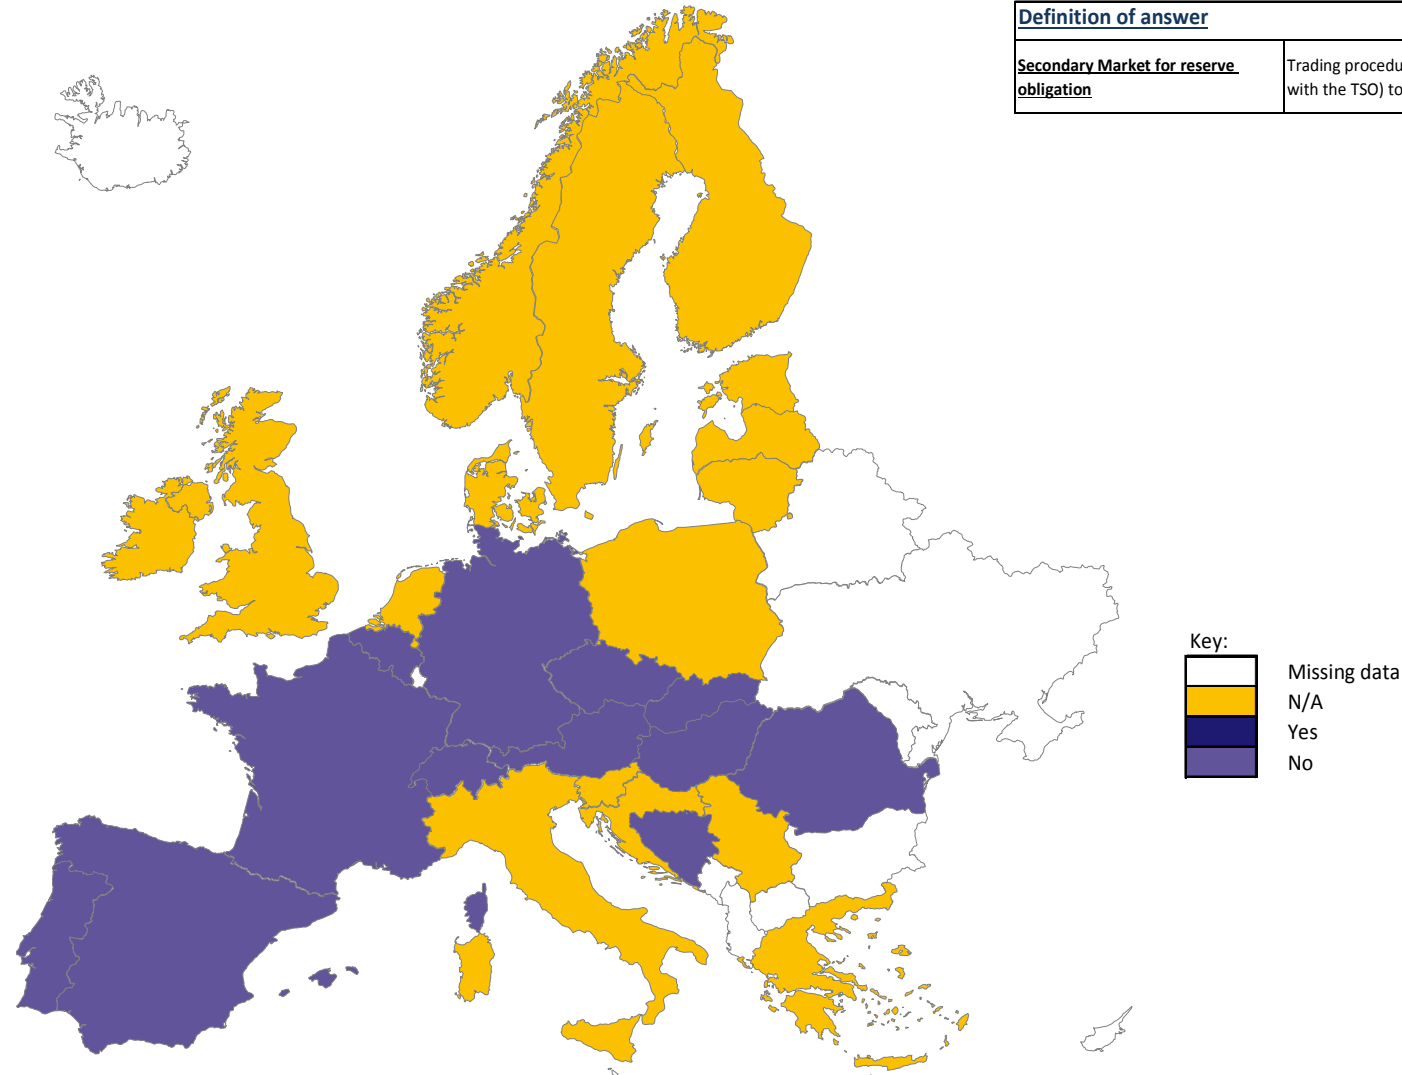 Definition of answer
Secondary Market for reserve
obligation
Trading procedu
with the TSO) to
Key:
Missing data
N/A
Yes
No